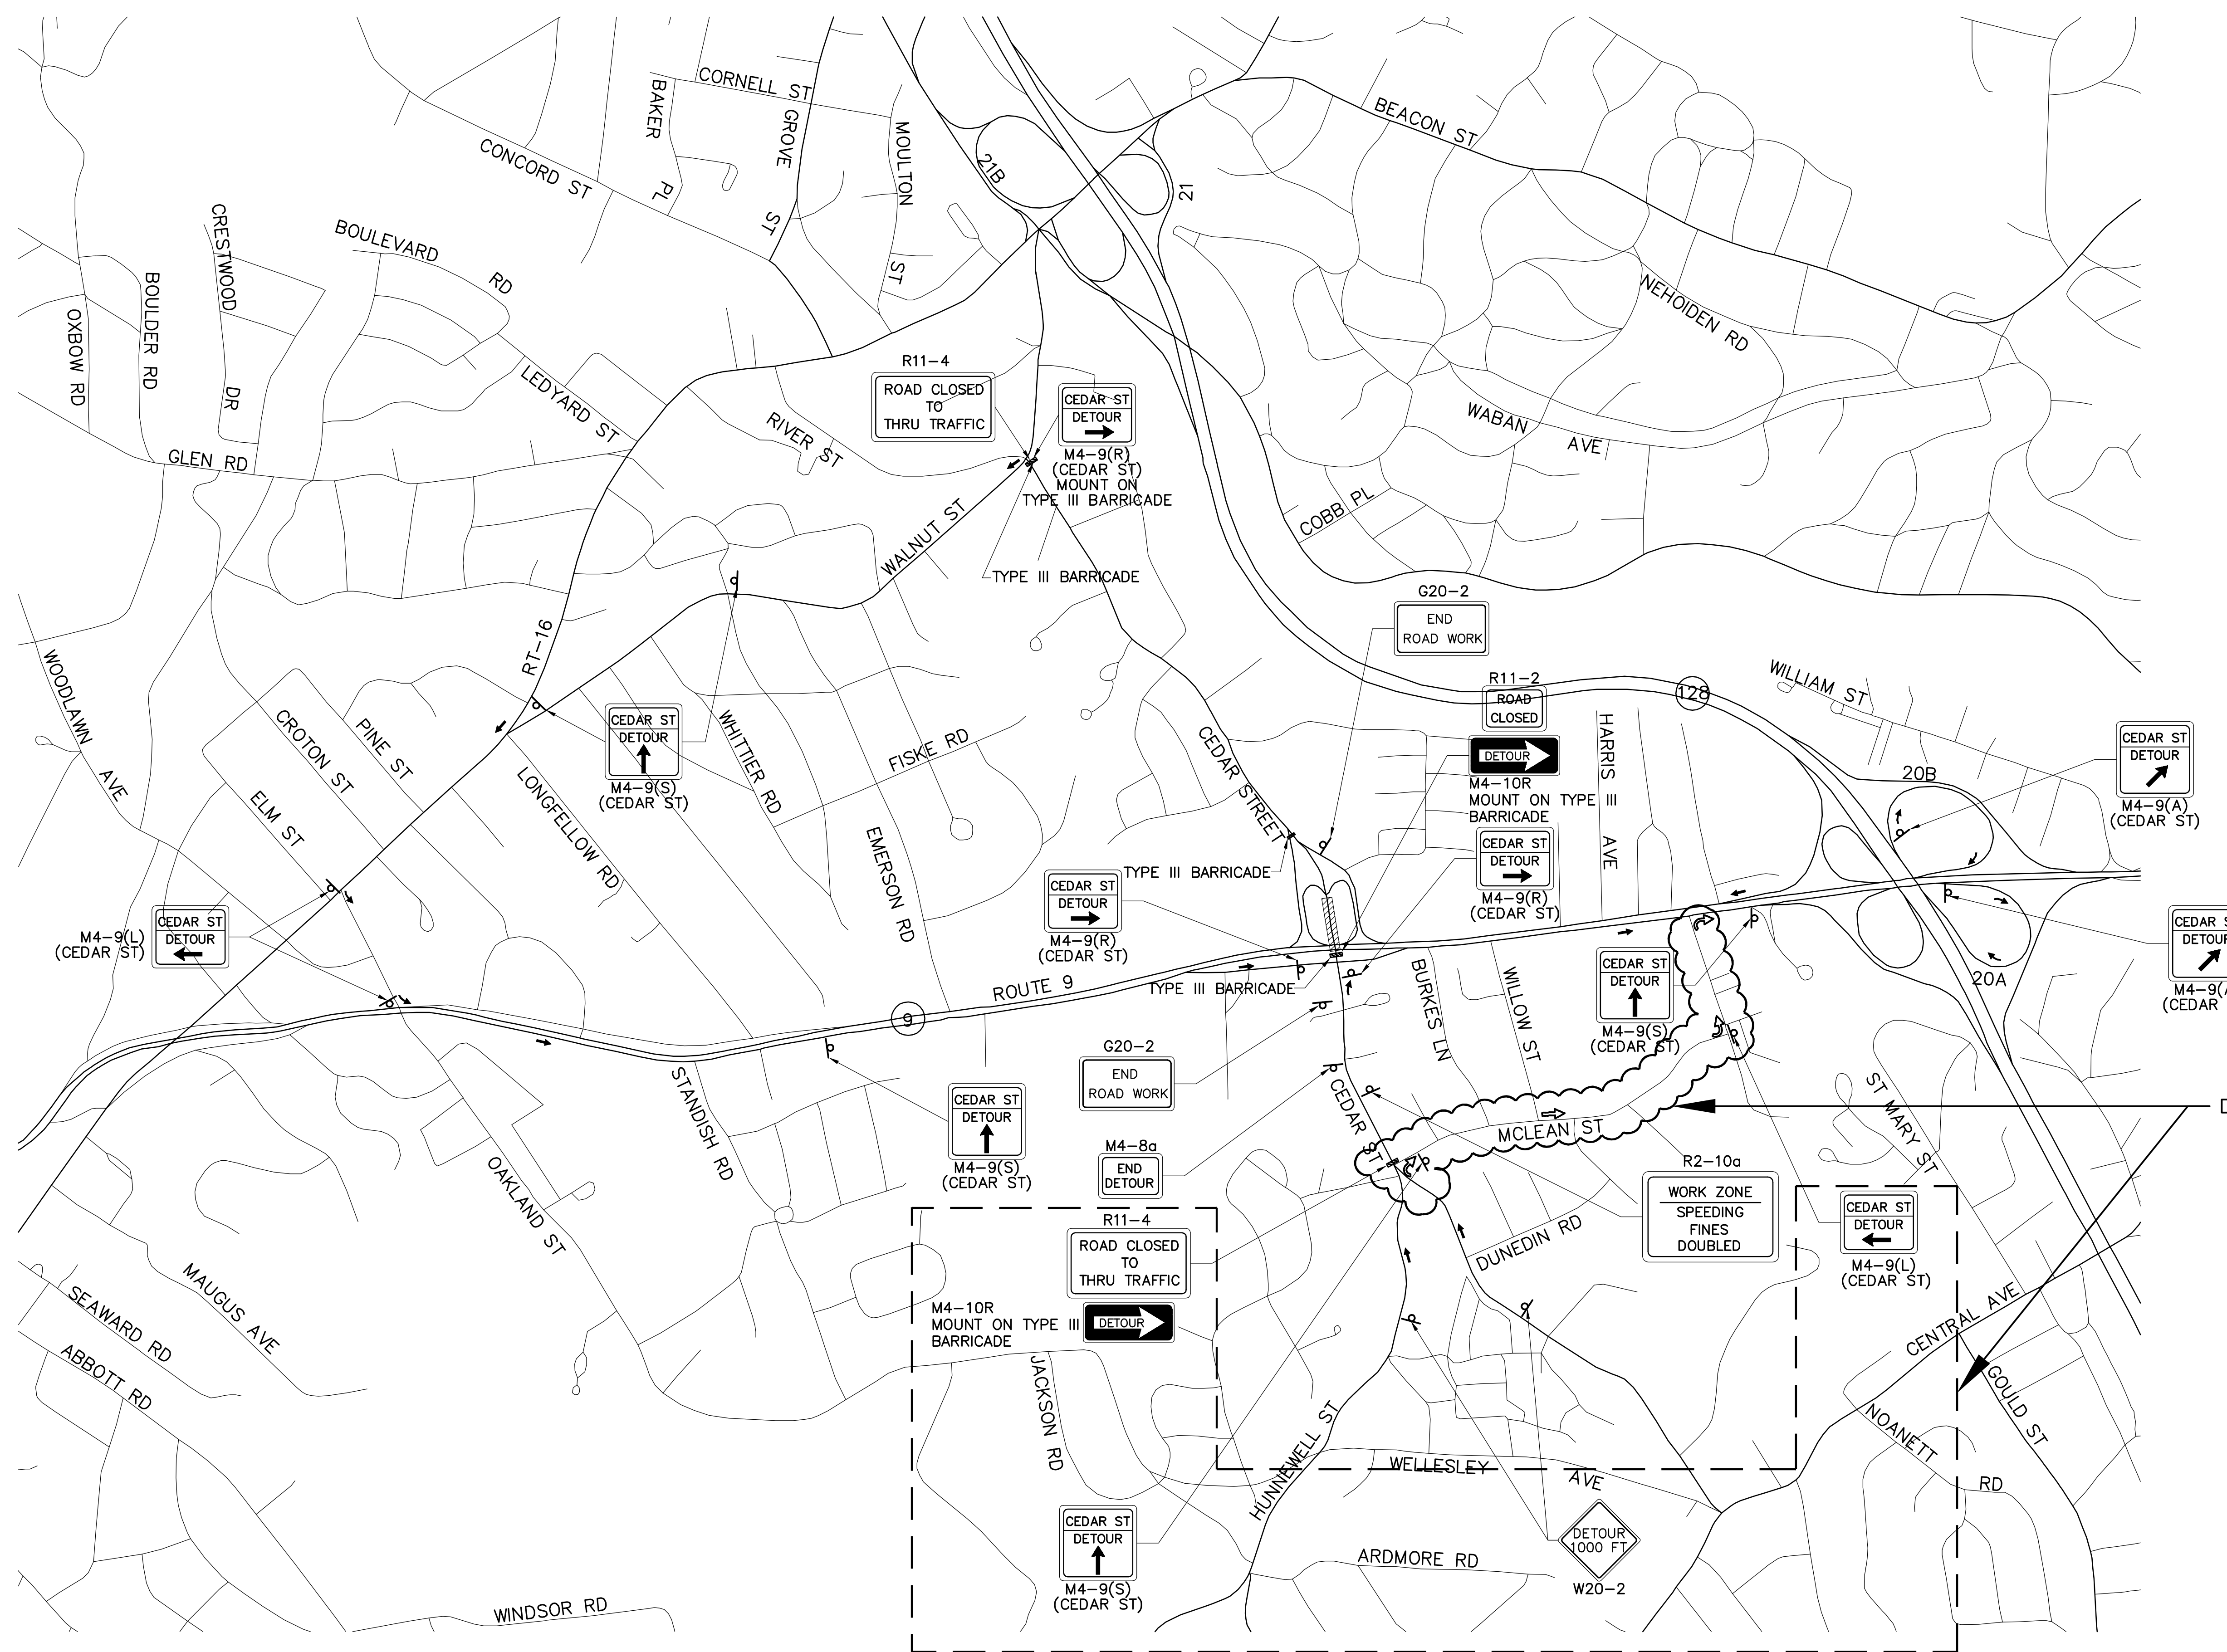 CORNELL ST
BAKER
PL
GROVE
ST
MOULTON
ST
CONCORD ST
21B
21
BEACON ST
CRESTWOOD
DR
BOULEVARD
RD
BOULDER RD
OXBOW RD
LEDYARD ST
GLEN RD
RIVER ST
NEHOIDEN RD
WABAN
AVE
COBB PL
R11-4
ROAD CLOSED
TO
THRU TRAFFIC
CEDAR ST
DETOUR
M4-9(R)
(CEDAR ST)
MOUNT ON
TYPE III BARRICADE
WALNUT ST
TYPE III BARRICADE
G20-2
END
ROAD WORK
RT-16
WOODLAWN
AVE
CROTON ST
PINE ST
ELM ST
CEDAR ST
DETOUR
M4-9(S)
(CEDAR ST)
WHITTIER RD
FISKE RD
LONGFELLOW RD
EMERSON RD
CEDAR STREET
R11-2
ROAD
CLOSED
DETOUR
M4-10R
MOUNT ON TYPE III
BARRICADE
HARRIS
AVE
128
WILLIAM ST
20B
CEDAR ST
DETOUR
M4-9(A)
(CEDAR ST)
CEDAR ST
DETOUR
M4-9(R)
(CEDAR ST)
TYPE III BARRICADE
CEDAR ST
DETOUR
M4-9(R)
(CEDAR ST)
M4-9(L)
(CEDAR ST)
CEDAR ST
DETOUR
ROUTE 9
9
TYPE III BARRICADE
BURKES LN
WILLOW ST
CEDAR ST
DETOUR
M4-9(S)
(CEDAR ST)
20A
CEDAR ST
M4-9(
(CEDAR
G20-2
END
ROAD WORK
STANDISH RD
CEDAR ST
DETOUR
M4-9(S)
(CEDAR ST)
M4-8a
END
DETOUR
CEDAR ST
MCLEAN ST
ST MARY ST
R2-10a
WORK ZONE
SPEEDING
FINES
DOUBLED
CEDAR ST
DETOUR
M4-9(L)
(CEDAR ST)
OAKLAND ST
R11-4
ROAD CLOSED
TO
THRU TRAFFIC
M4-10R
MOUNT ON TYPE III
BARRICADE
DETOUR
DUNEDIN RD
MAUGUS AVE
SEAWARD RD
ABBOTT RD
JACKSON RD
HUNNEWELL ST
WELLESLEY
AVE
CENTRAL AVE
GOULD ST
NOANETT
RD
CEDAR ST
DETOUR
M4-9(S)
(CEDAR ST)
DETOUR
1000 FT
W20-2
ARDMORE RD
WINDSOR RD